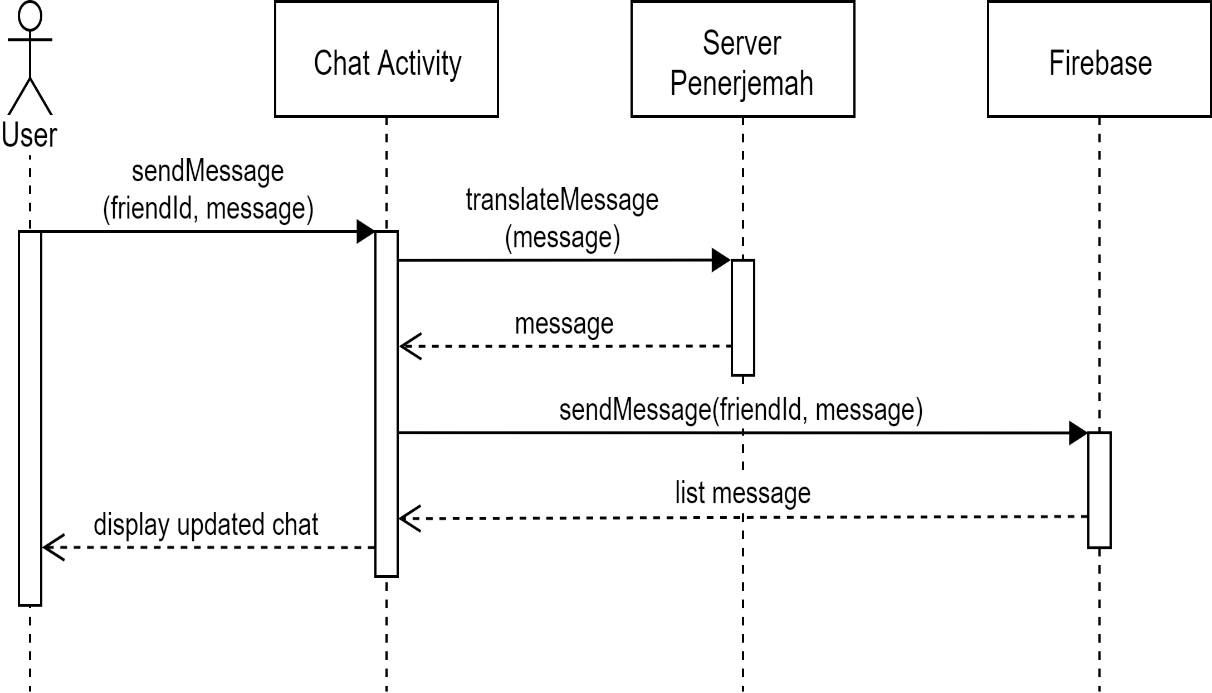 Chat Activity
Server
Penerjemah
Firebase
User
sendMessage
(friendId, message)
translateMessage
(message)
message
sendMessage(friendId, message)
list message
display updated chat